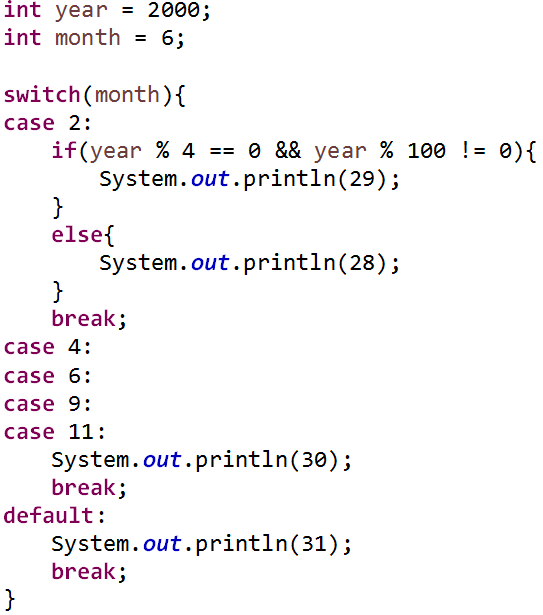 int year = 2000;
int month = 6;

switch(month){
case 2:
    if(year % 4 == 0 && year % 100 != 0){
        System.out.println(29);
    }
    else{
        System.out.println(28);
    }
    break;
case 4:
case 6:
case 9:
case 11:
    System.out.println(30);
    break;
default:
    System.out.println(31);
    break;
}